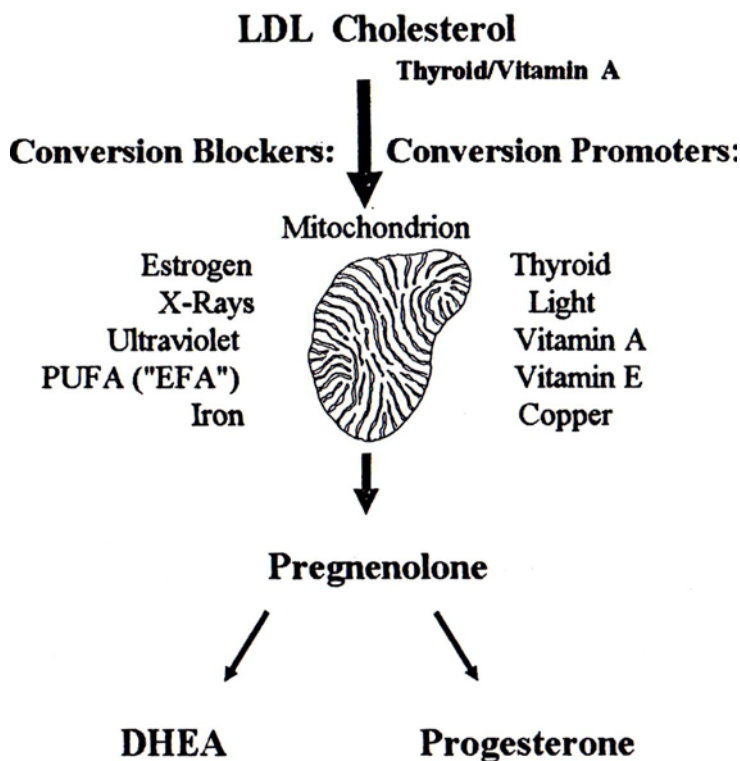 LDL Cholesterol
Thyroid/Vitamin A
Conversion Blockers:
Conversion Promoters:
Mitochondrion
Estrogen
Thyroid
X-Rays
Light
Ultraviolet
Vitamin A
PUFA ("EFA")
Vitamin E
Iron
Copper
Pregnenolone
DHEA
Progesterone